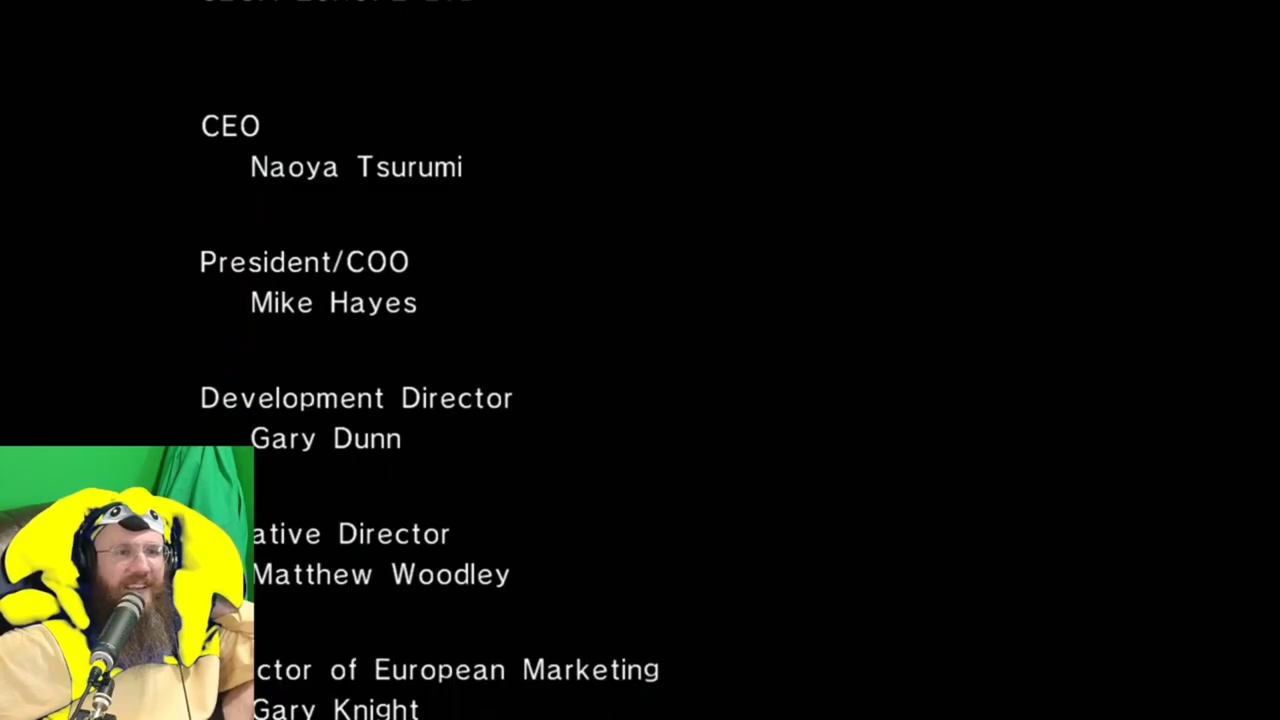 CEO
Naoya Tsurumi
President/COO
Mike Hayes
Development Director
Gary Dunn
ative Director
Matthew Woodley
ctor of European Marketing
Gary Knight